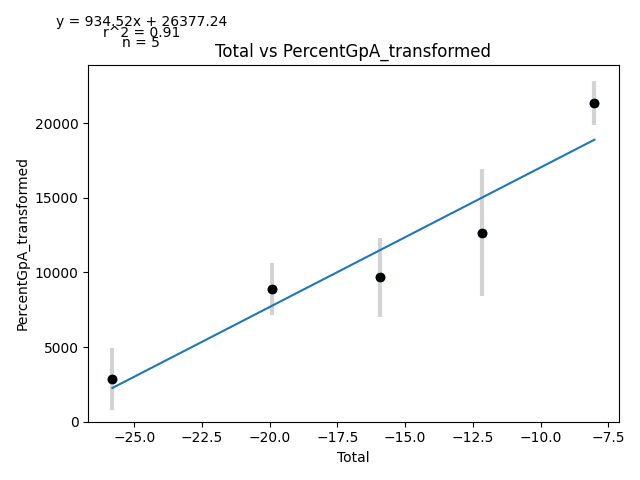 y = 934.52x + 26377.24
r^2 = 0.91
n = 5
Total vs PercentGpA_transformed
PercentGpA_transformed
20000
15000
10000
5000
0
−25.0 −22.5 −20.0 −17.5 −15.0 −12.5 −10.0 −7.5
Total